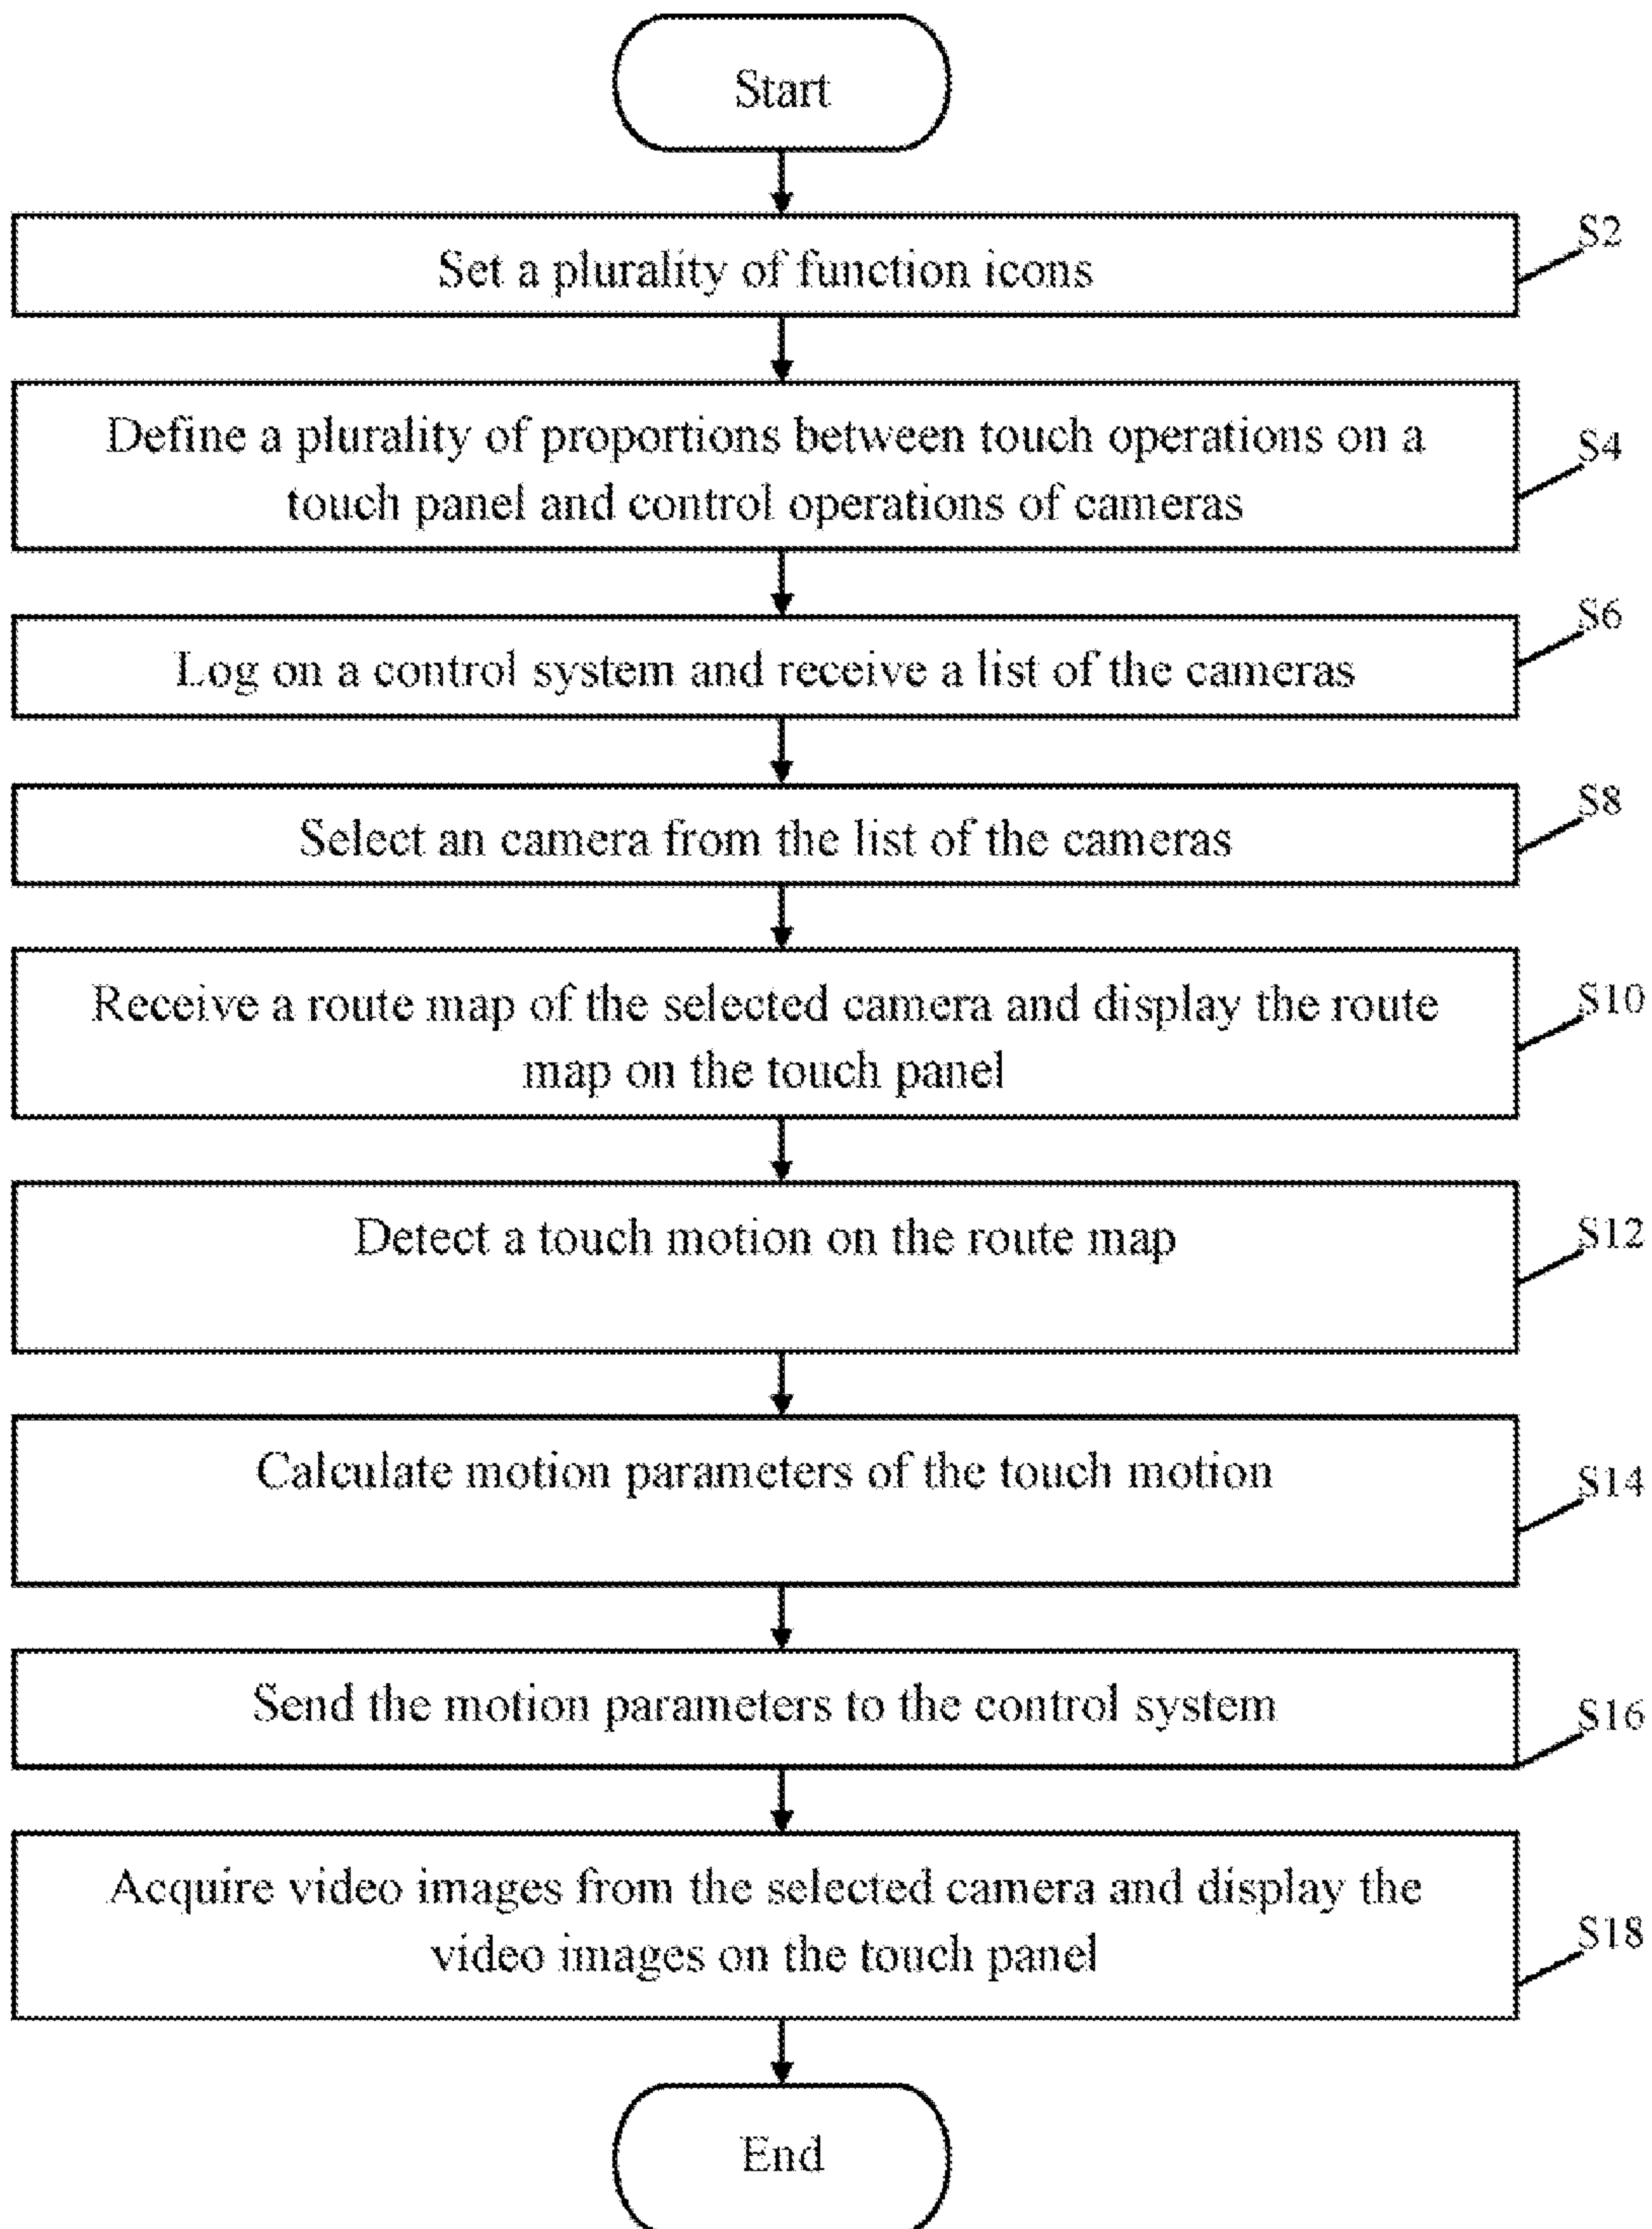 Start
S2
Set a plurality of function icons
Define a plurality of proportions between touch operations on a
touch panel and control operations of cameras
S4
S6
Log on a control system and receive a list of the cameras
S8
Select an camera from the list of the cameras
Receive a route map of the selected camera and display the route
map on the touch panel
S10
Detect a touch motion on the route map
S12
Calculate motion parameters of the touch motion
S14
Send the motion parameters to the control system
S16
Acquire video images from the selected camera and display the
video images on the touch panel
S18
End